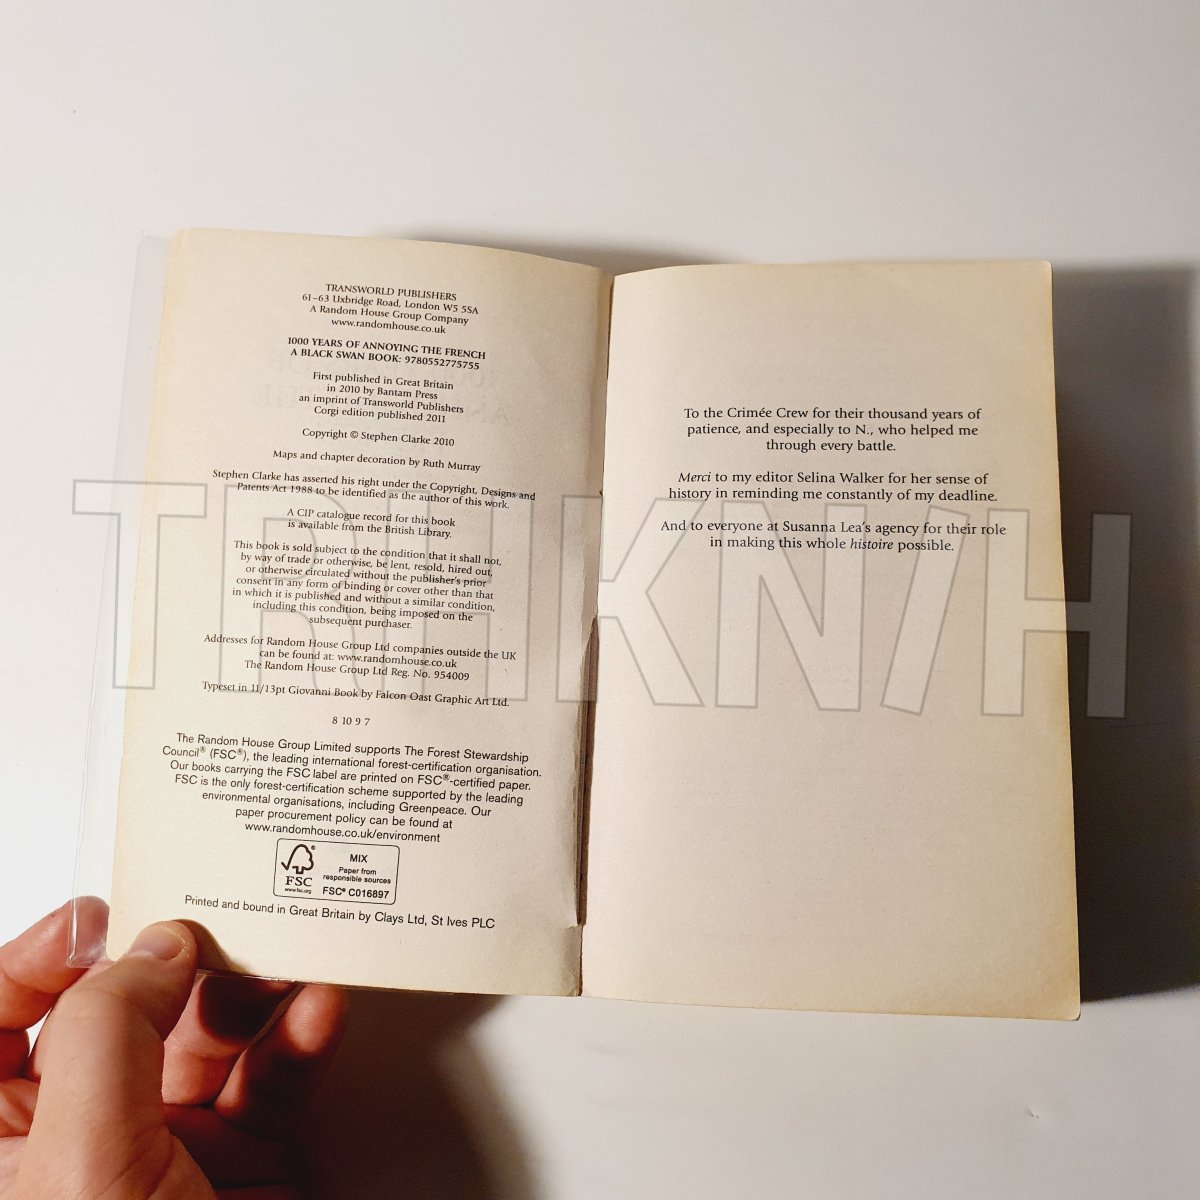 TRANSWORLD PUBLISHERS
61–63 Uxbridge Road, London W5 5SA
A Random House Group Company
www.randomhouse.co.uk
1000 YEARS OF ANNOYING THE FRENCH
A BLACK SWAN BOOK: 9780552775755
First published in Great Britain
in 2010 by Bantam Press
an imprint of Transworld Publishers
Corgi edition published 2011
Copyright © Stephen Clarke 2010
Maps and chapter decoration by Ruth Murray
Stephen Clarke has asserted his right under the Copyright, Designs and
Patents Act 1988 to be identified as the author of this work.
A CIP catalogue record for this book
is available from the British Library.
This book is sold subject to the condition that it shall not,
by way of trade or otherwise, be lent, resold, hired out,
or otherwise circulated without the publisher's prior
consent in any form of binding or cover other than that
in which it is published and without a similar condition,
including this condition, being imposed on the
subsequent purchaser.
Addresses for Random House Group Ltd companies outside the UK
can be found at: www.randomhouse.co.uk
The Random House Group Ltd Reg. No. 954009
Typeset in 11/13pt Giovanni Book by Falcon Oast Graphic Art Ltd.
8 10 9 7
The Random House Group Limited supports The Forest Stewardship
Council® (FSC®), the leading international forest-certification organisation.
Our books carrying the FSC label are printed on FSC®-certified paper.
FSC is the only forest-certification scheme supported by the leading
environmental organisations, including Greenpeace. Our
paper procurement policy can be found at
www.randomhouse.co.uk/environment
FSC
www.fsc.org
MIX
Paper from
responsible sources
FSC® C016897
Printed and bound in Great Britain by Clays Ltd, St Ives PLC
To the Crimée Crew for their thousand years of
patience, and especially to N., who helped me
through every battle.
Merci to my editor Selina Walker for her sense of
history in reminding me constantly of my deadline.
And to everyone at Susanna Lea's agency for their role
in making this whole histoire possible.
TRHKN/H